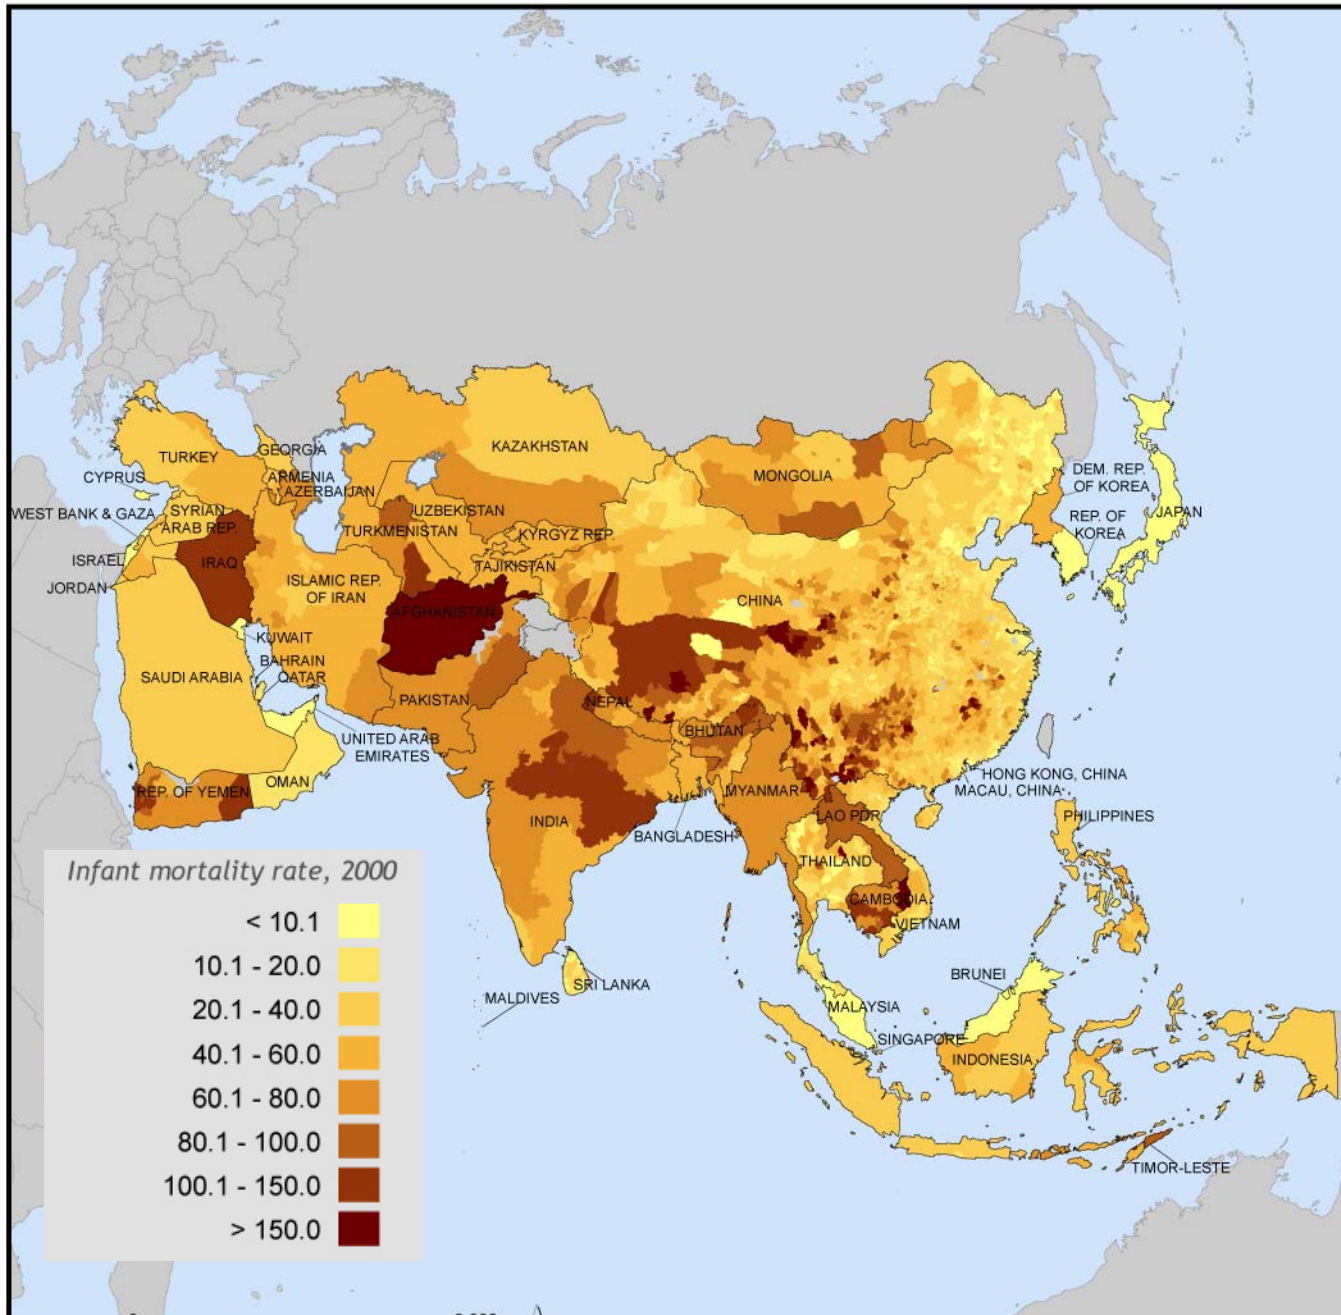 KAZAKHSTAN
GEORGIA
TURKEY
CYPRUS
ARMENIA
AZERBAIJAN
MONGOLIA
DEM. REP.
OF KOREA
WEST BANK & GAZA
SYRIAN
ARAB REP.
UZBEKISTAN
TURKMENISTAN
KYRGYZ REP.
REP. OF
KOREA
JAPAN
ISRAEL
IRAQ
TAJIKISTAN
JORDAN
ISLAMIC REP.
OF IRAN
AFGHANISTAN
CHINA
KUWAIT
BAHRAIN
QATAR
SAUDI ARABIA
PAKISTAN
NEPAL
BHUTAN
UNITED ARAB
EMIRATES
OMAN
REP. OF YEMEN
HONG KONG, CHINA
MACAU, CHINA
MYANMAR
INDIA
BANGLADESH
LAO PDR
PHILIPPINES
THAILAND
CAMBODIA
VIETNAM
SRI LANKA
MALDIVES
BRUNEI
MALAYSIA
SINGAPORE
INDONESIA
TIMOR-LESTE
Infant mortality rate, 2000
< 10.1
10.1 - 20.0
20.1 - 40.0
40.1 - 60.0
60.1 - 80.0
80.1 - 100.0
100.1 - 150.0
> 150.0